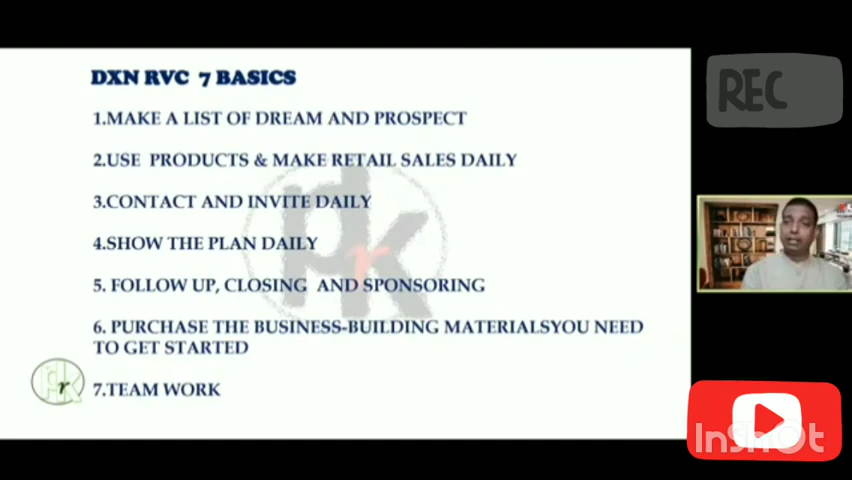 DXN RVC 7 BASICS
REC
1.MAKE A LIST OF DREAM AND PROSPECT
2.USE PRODUCTS & MAKE RETAIL SALES DAILY
3.CONTACT AND INVITE DAILY
4.SHOW THE PLAN DAILY
5. FOLLOW UP, CLOSING AND SPONSORING
6. PURCHASE THE BUSINESS-BUILDING MATERIALSYOU NEED
TO GET STARTED
7.TEAM WORK
InShOt